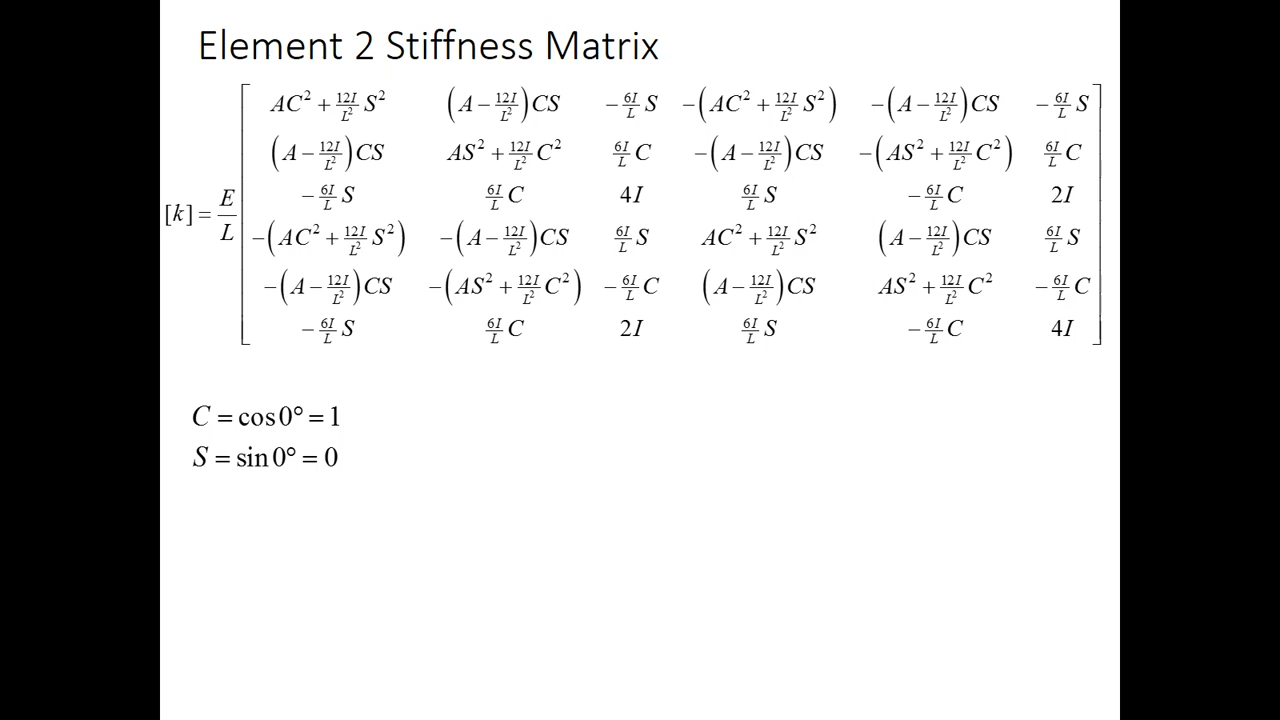 Element 2 Stiffness Matrix
[k] = E/L [
AC² + 12I/L² S²   (A − 12I/L²)CS   − 6I/L S   −(AC² + 12I/L² S²)   −(A − 12I/L²)CS   − 6I/L S
(A − 12I/L²)CS   AS² + 12I/L² C²   6I/L C   −(A − 12I/L²)CS   −(AS² + 12I/L² C²)   6I/L C
− 6I/L S   6I/L C   4I   6I/L S   − 6I/L C   2I
−(AC² + 12I/L² S²)   −(A − 12I/L²)CS   6I/L S   AC² + 12I/L² S²   (A − 12I/L²)CS   6I/L S
−(A − 12I/L²)CS   −(AS² + 12I/L² C²)   − 6I/L C   (A − 12I/L²)CS   AS² + 12I/L² C²   − 6I/L C
− 6I/L S   6I/L C   2I   6I/L S   − 6I/L C   4I ]
C = cos 0° = 1
S = sin 0° = 0